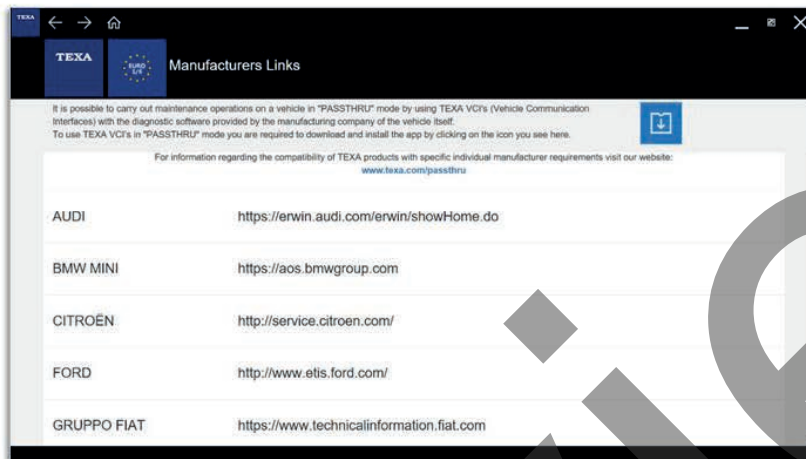 TEXA
TEXA
EURO 5/6
Manufacturers Links
It is possible to carry out maintenance operations on a vehicle in "PASSTHRU" mode by using TEXA VCI's (Vehicle Communication
Interfaces) with the diagnostic software provided by the manufacturing company of the vehicle itself.
To use TEXA VCI's in "PASSTHRU" mode you are required to download and install the app by clicking on the icon you see here.
For information regarding the compatibility of TEXA products with specific individual manufacturer requirements visit our website:
www.texa.com/passthru
AUDI https://erwin.audi.com/erwin/showHome.do
BMW MINI https://aos.bmwgroup.com
CITROËN http://service.citroen.com/
FORD http://www.etis.ford.com/
GRUPPO FIAT https://www.technicalinformation.fiat.com